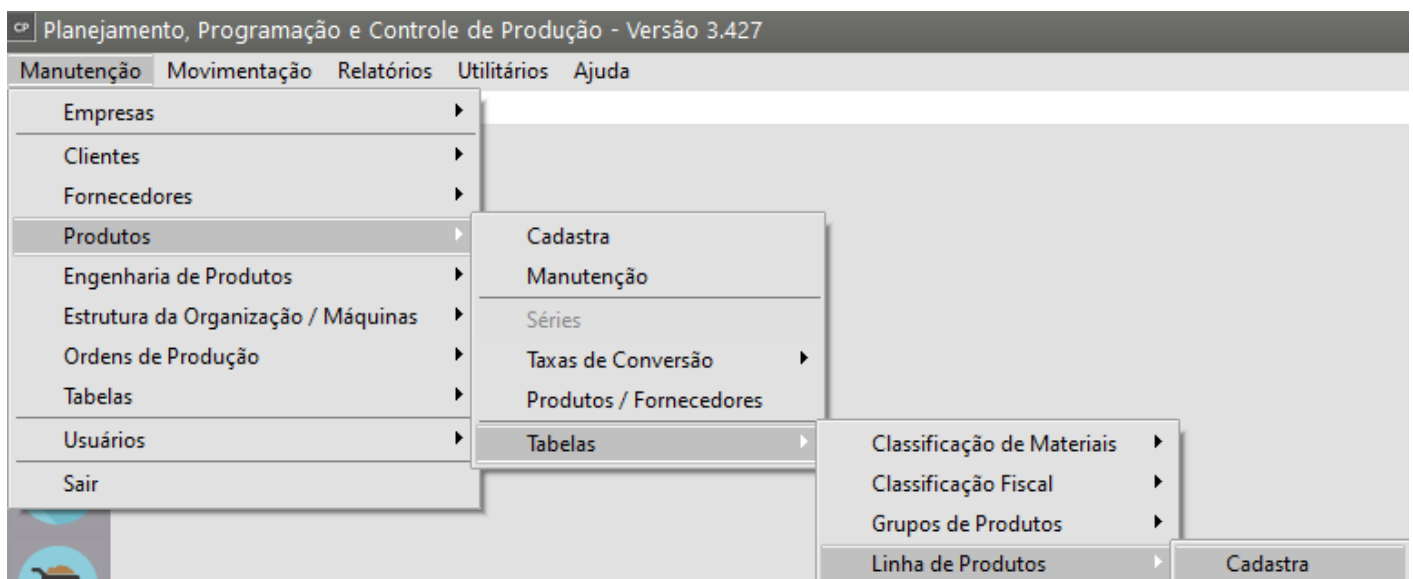 CP Planejamento, Programação e Controle de Produção - Versão 3.427
Manutenção Movimentação Relatórios Utilitários Ajuda
Empresas
Clientes
Fornecedores
Produtos
Engenharia de Produtos
Estrutura da Organização / Máquinas
Ordens de Produção
Tabelas
Usuários
Sair
Cadastra
Manutenção
Séries
Taxas de Conversão
Produtos / Fornecedores
Tabelas
Classificação de Materiais
Classificação Fiscal
Grupos de Produtos
Linha de Produtos
Cadastra